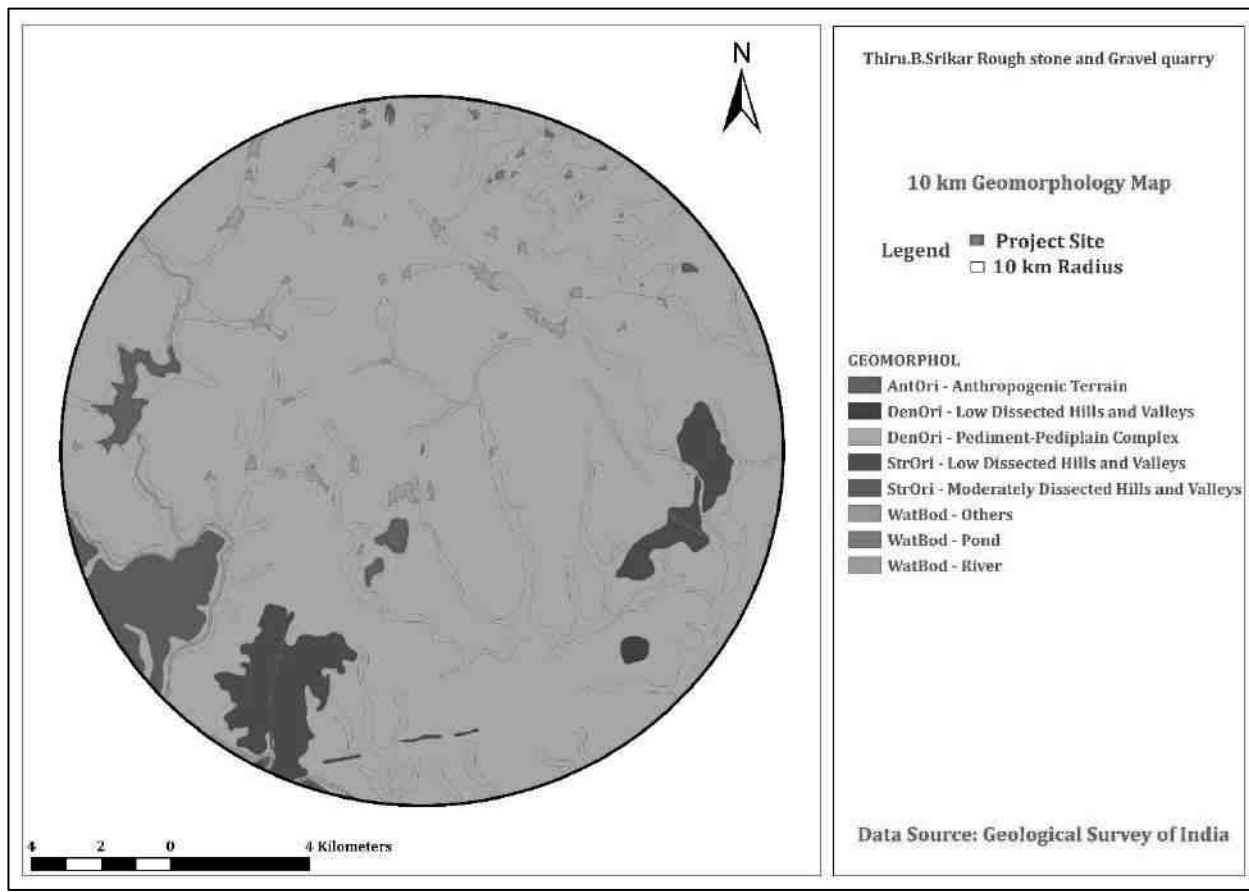 N
4 2 0 4 Kilometers
Thiru.B.Srikar Rough stone and Gravel quarry
10 km Geomorphology Map
Legend
Project Site
10 km Radius
GEOMORPHOL
AntOri - Anthropogenic Terrain
DenOri - Low Dissected Hills and Valleys
DenOri - Pediment-Pediplain Complex
StrOri - Low Dissected Hills and Valleys
StrOri - Moderately Dissected Hills and Valleys
WatBod - Others
WatBod - Pond
WatBod - River
Data Source: Geological Survey of India